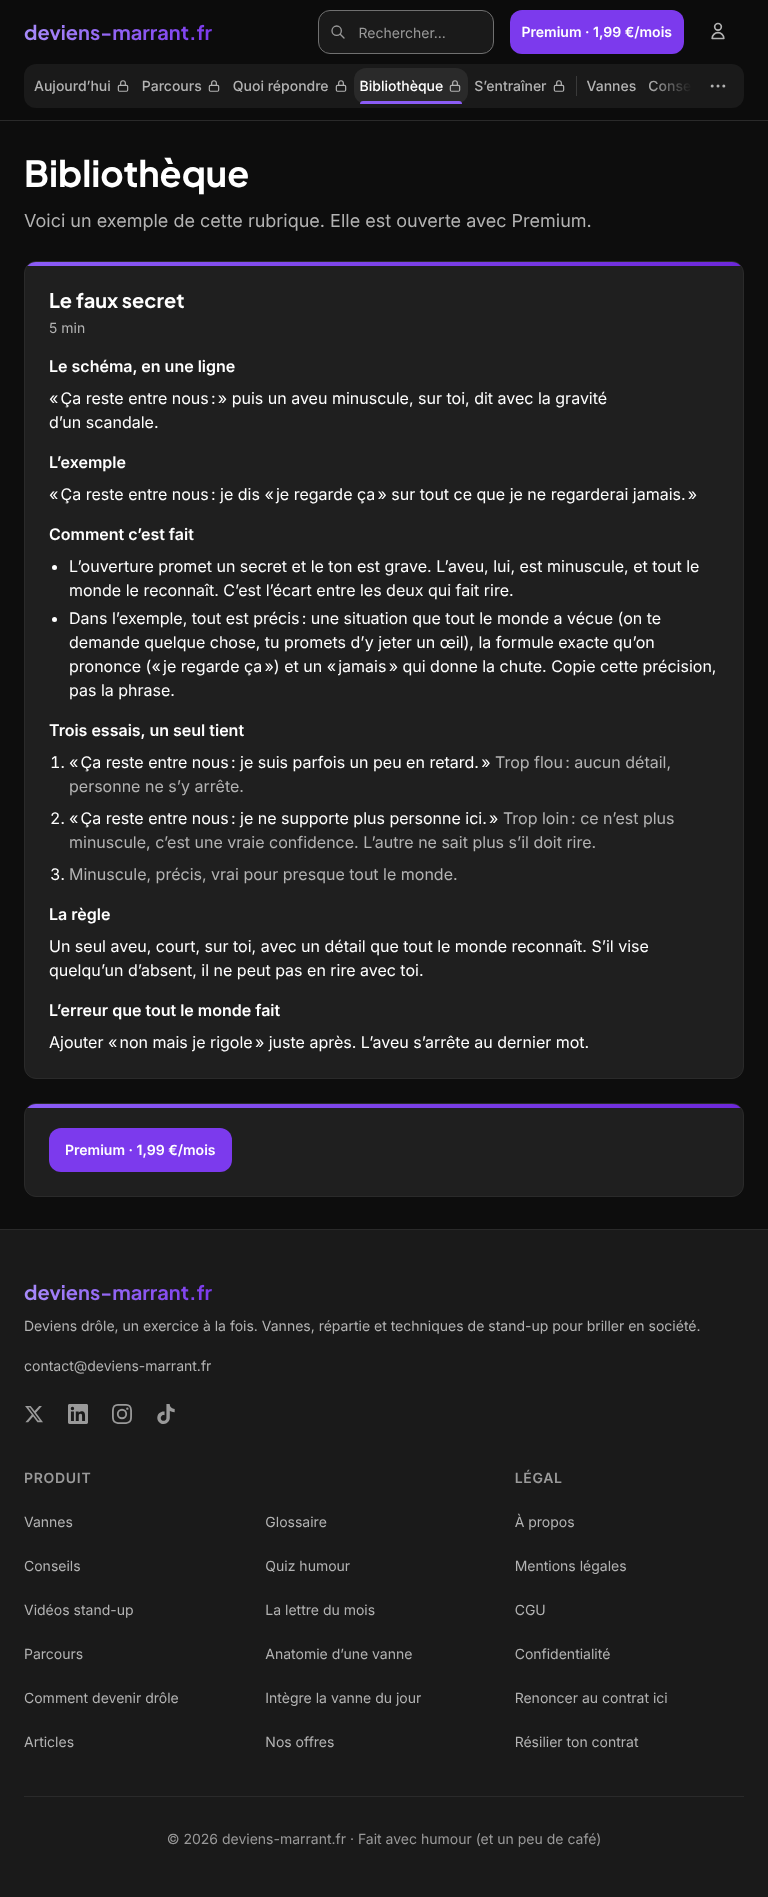 deviens-marrant.fr
Rechercher...
Premium · 1,99 €/mois
Aujourd’hui
Parcours
Quoi répondre
Bibliothèque
S’entraîner
Vannes
Bibliothèque
Voici un exemple de cette rubrique. Elle est ouverte avec Premium.
Le faux secret
5 min
Le schéma, en une ligne
« Ça reste entre nous : » puis un aveu minuscule, sur toi, dit avec la gravité
d’un scandale.
L’exemple
« Ça reste entre nous : je dis « je regarde ça » sur tout ce que je ne regarderai jamais. »
Comment c’est fait
• L’ouverture promet un secret et le ton est grave. L’aveu, lui, est minuscule, et tout le
monde le reconnaît. C’est l’écart entre les deux qui fait rire.
• Dans l’exemple, tout est précis : une situation que tout le monde a vécue (on te
demande quelque chose, tu promets d’y jeter un œil), la formule exacte qu’on
prononce (« je regarde ça ») et un « jamais » qui donne la chute. Copie cette précision,
pas la phrase.
Trois essais, un seul tient
1. « Ça reste entre nous : je suis parfois un peu en retard. » Trop flou : aucun détail,
personne ne s’y arrête.
2. « Ça reste entre nous : je ne supporte plus personne ici. » Trop loin : ce n’est plus
minuscule, c’est une vraie confidence. L’autre ne sait plus s’il doit rire.
3. Minuscule, précis, vrai pour presque tout le monde.
La règle
Un seul aveu, court, sur toi, avec un détail que tout le monde reconnaît. S’il vise
quelqu’un d’absent, il ne peut pas en rire avec toi.
L’erreur que tout le monde fait
Ajouter « non mais je rigole » juste après. L’aveu s’arrête au dernier mot.
Premium · 1,99 €/mois
deviens-marrant.fr
Deviens drôle, un exercice à la fois. Vannes, répartie et techniques de stand-up pour briller en société.
contact@deviens-marrant.fr
PRODUIT
Vannes
Conseils
Vidéos stand-up
Parcours
Comment devenir drôle
Articles
Glossaire
Quiz humour
La lettre du mois
Anatomie d’une vanne
Intègre la vanne du jour
Nos offres
LÉGAL
À propos
Mentions légales
CGU
Confidentialité
Renoncer au contrat ici
Résilier ton contrat
© 2026 deviens-marrant.fr · Fait avec humour (et un peu de café)